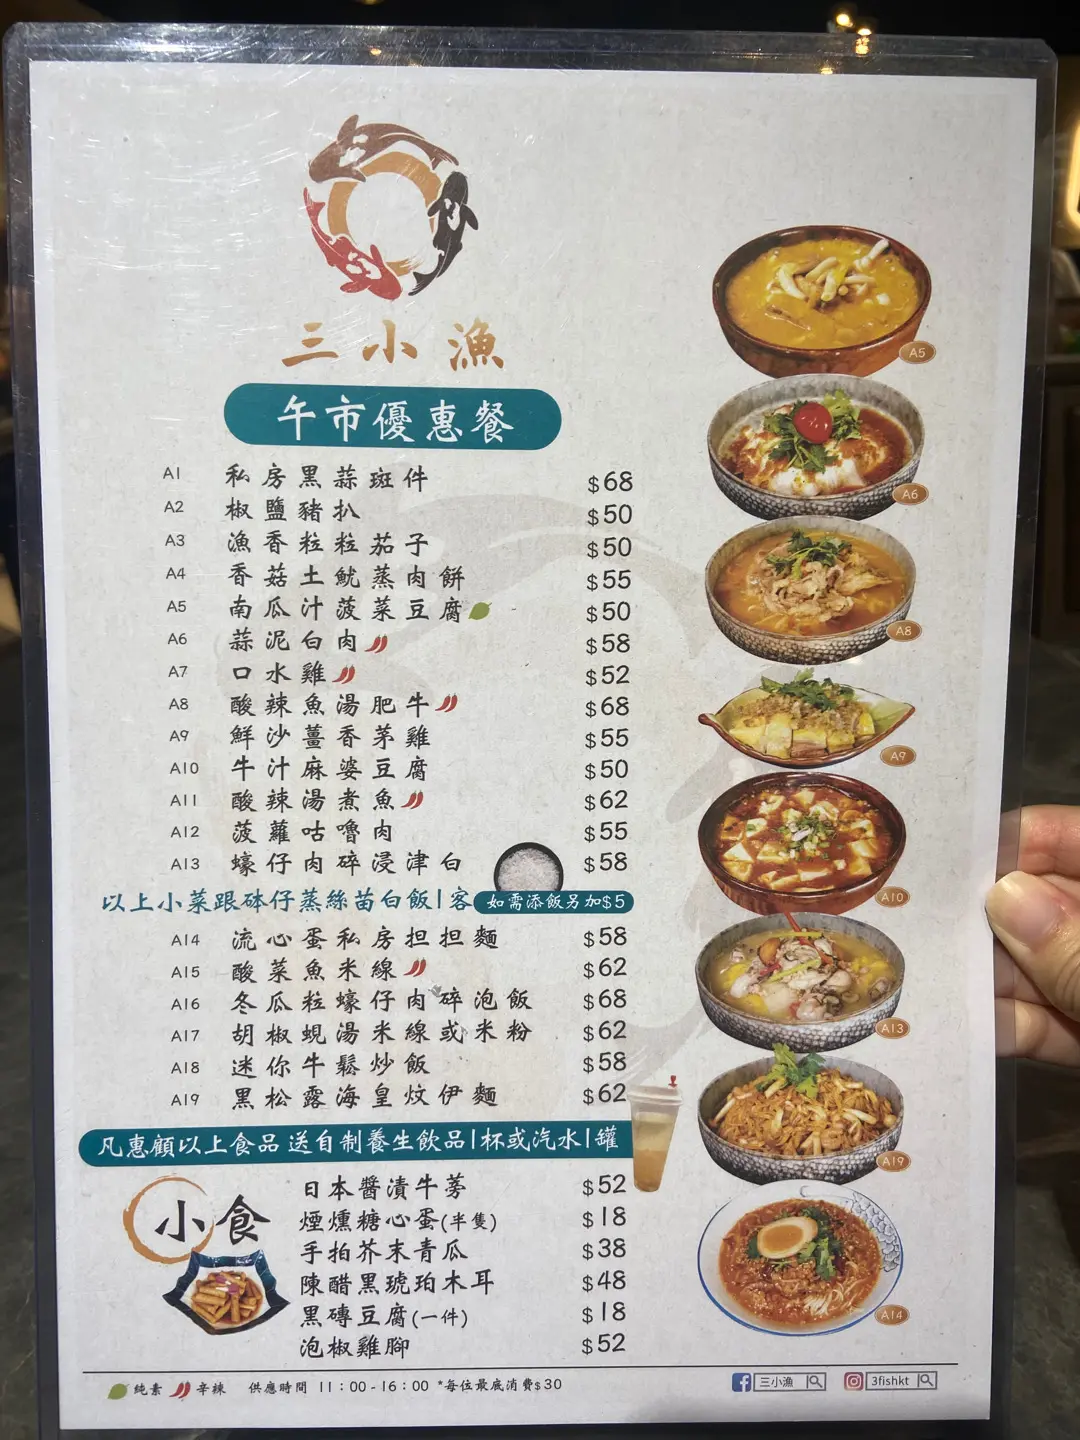 三小漁
午市優惠餐
A1 私房黑蒜斑件 $68
A2 椒鹽豬扒 $50
A3 漁香粒粒茄子 $50
A4 香菇土魷蒸肉餅 $55
A5 南瓜汁菠菜豆腐 $50
A6 蒜泥白肉 $58
A7 口水雞 $52
A8 酸辣魚湯肥牛 $68
A9 鮮沙薑香茅雞 $55
A10 牛汁麻婆豆腐 $50
A11 酸辣湯煮魚 $62
A12 菠蘿咕嚕肉 $55
A13 蠔仔肉碎浸津白 $58
以上小菜跟砵仔蒸絲苗白飯|客 如需添飯另加$5
A14 流心蛋私房担担麵 $58
A15 酸菜魚米線 $62
A16 冬瓜粒蠔仔肉碎泡飯 $68
A17 胡椒蜆湯米線或米粉 $62
A18 迷你牛鬆炒飯 $58
A19 黑松露海皇炆伊麵 $62
凡惠顧以上食品送自制養生飲品|杯或汽水|罐
小食
日本醬漬牛蒡 $52
煙燻糖心蛋(半隻) $18
手拍芥末青瓜 $38
陳醋黑琥珀木耳 $48
黑磚豆腐(一件) $18
泡椒雞腳 $52
純素 辛辣 供應時間 11:00-16:00 *每位最底消費$30
三小漁
3fishkt
A5
A6
A8
A9
A10
A13
A19
A14